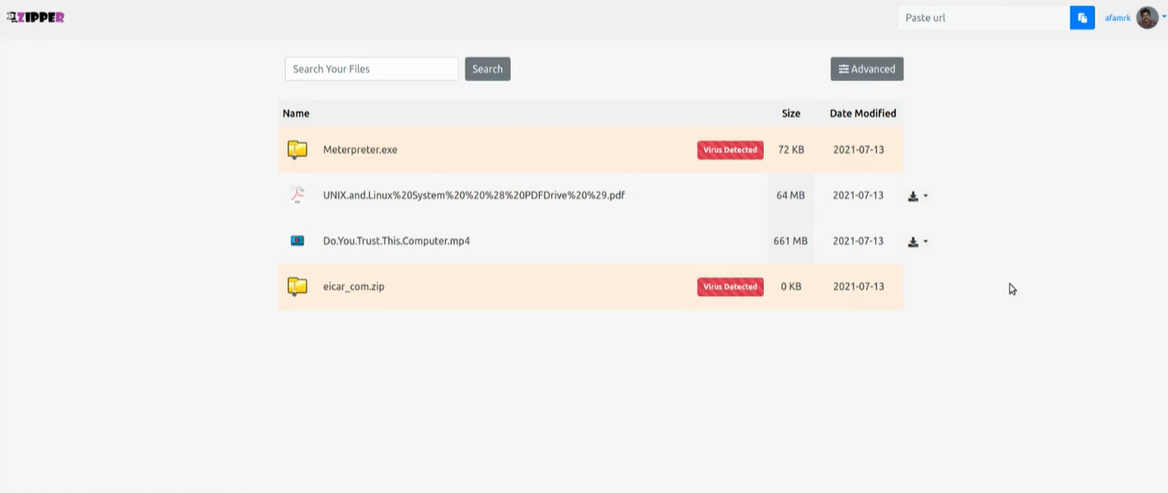 ZIPPER
Paste url
afamrk
Search Your Files
Search
Advanced
Name Size Date Modified
Meterpreter.exe Virus Detected 72 KB 2021-07-13
UNIX.and.Linux%20System%20%20%28%20PDFDrive%20%29.pdf 64 MB 2021-07-13
Do.You.Trust.This.Computer.mp4 661 MB 2021-07-13
eicar_com.zip Virus Detected 0 KB 2021-07-13